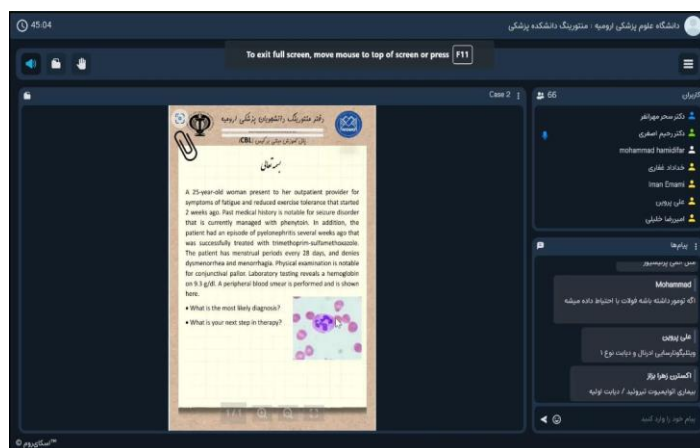 45:04
دانشگاه علوم پزشکی ارومیه : منتورینگ دانشکده پزشکی
To exit full screen, move mouse to top of screen or press F11
Case 2
66
کاربران
دکتر سحر مهرانفر
دکتر رحیم اصغری
mohammad hamidifar
خداداد غفاری
Iman Emami
علی پروین
امیررضا خلیلی
دفتر منتورینگ دانشجویان پزشکی ارومیه
(CBL)
بسمه تعالی
A 25-year-old woman present to her outpatient provider for
symptoms of fatigue and reduced exercise tolerance that started
2 weeks ago. Past medical history is notable for seizure disorder
that is currently managed with phenytoin. In addition, the
patient had an episode of pyelonephritis several weeks ago that
was successfully treated with trimethoprim-sulfamethoxazole.
The patient has menstrual periods every 28 days, and denies
dysmenorrhea and menorrhagia. Physical examination is notable
for conjunctival pallor. Laboratory testing reveals a hemoglobin
on 9.3 g/dl. A peripheral blood smear is performed and is shown
here.
• What is the most likely diagnosis?
• What is your next step in therapy?
1 / 1
پیام‌ها
Mohammad
اگه تومور داشته باشه فولات با احتیاط داده میشه
علی پروین
ویتیلیگونارسایی ادرنال و دیابت نوع ۱
اکسترن زهرا بزاز
بیماری اتوایمیوت تیروئید / دیابت اولیه
پیام خود را وارد کنید
اسکای‌روم™ ©